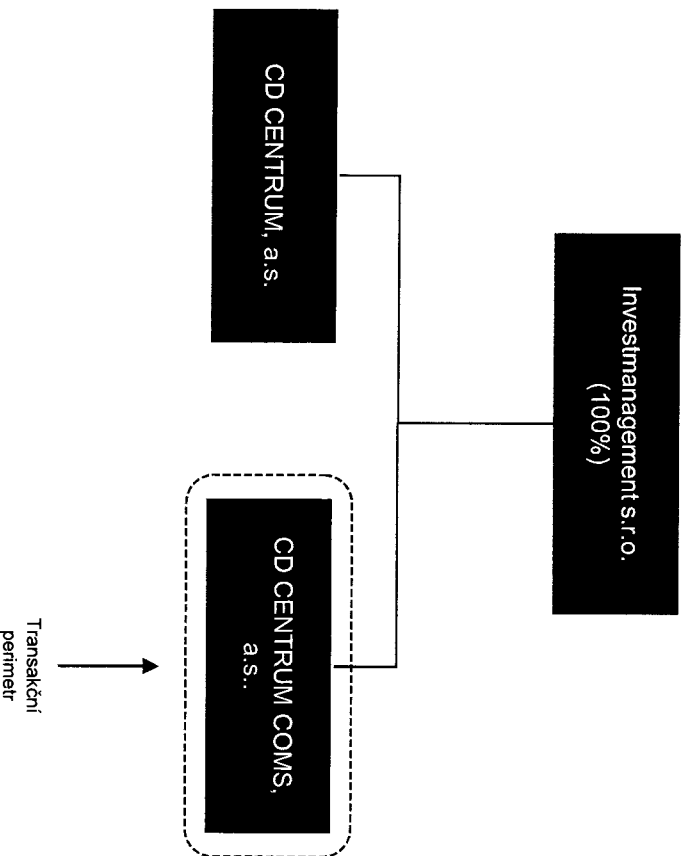 Investmanagement s.r.o.
(100%)
CD CENTRUM, a.s.
CD CENTRUM COMS,
a.s..
Transakční
perimetr